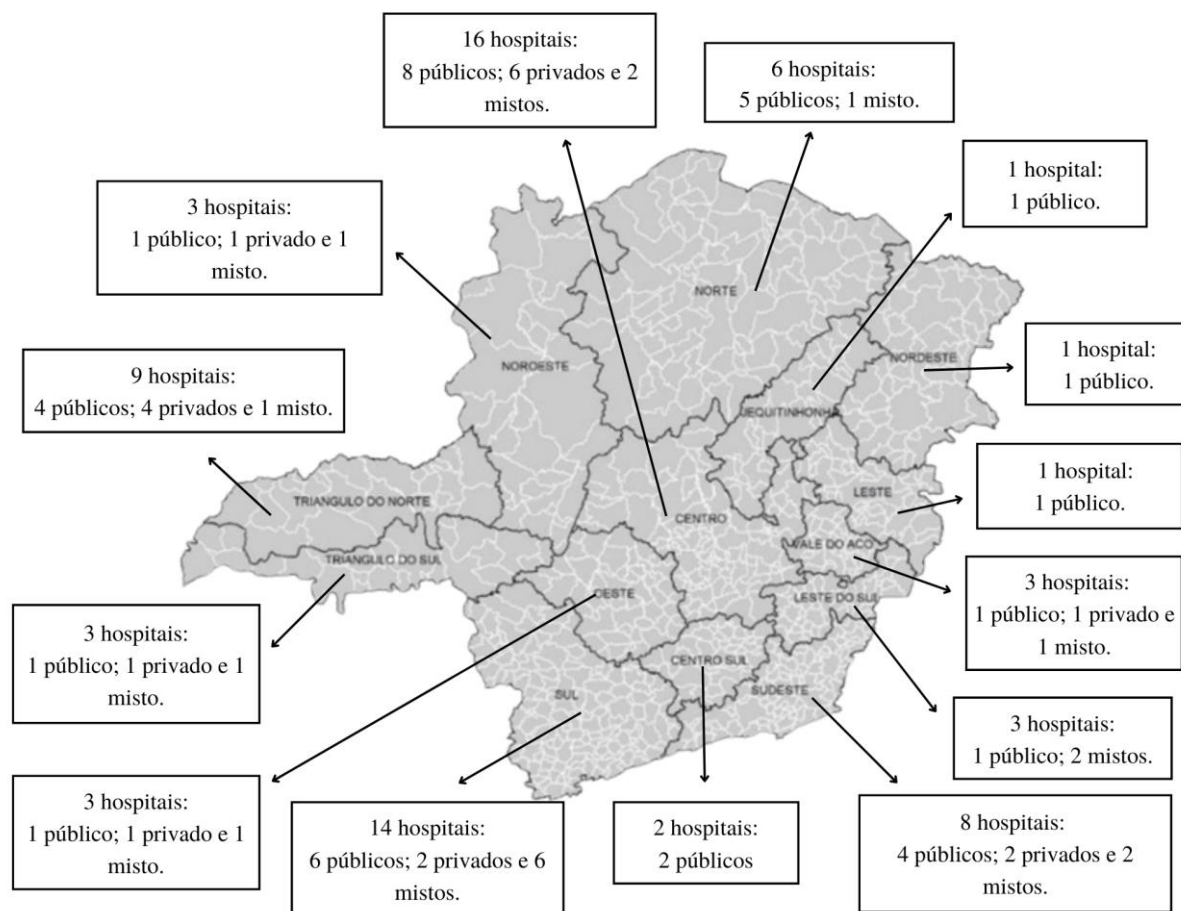 16 hospitais:
8 públicos; 6 privados e 2
mistos.
6 hospitais:
5 públicos; 1 misto.
1 hospital:
1 público.
3 hospitais:
1 público; 1 privado e 1
misto.
NORTE
NOROESTE
NORDESTE
1 hospital:
1 público.
9 hospitais:
4 públicos; 4 privados e 1 misto.
JEQUITINHONHA
1 hospital:
1 público.
LESTE
TRIANGULO DO NORTE
CENTRO
VALE DO AÇO
TRIANGULO DO SUL
OESTE
LESTE DO SUL
3 hospitais:
1 público; 1 privado e
1 misto.
3 hospitais:
1 público; 1 privado e 1
misto.
CENTRO SUL
SUL
SUDESTE
3 hospitais:
1 público; 2 mistos.
3 hospitais:
1 público; 1 privado e 1
misto.
14 hospitais:
6 públicos; 2 privados e 6
mistos.
2 hospitais:
2 públicos
8 hospitais:
4 públicos; 2 privados e 2
mistos.